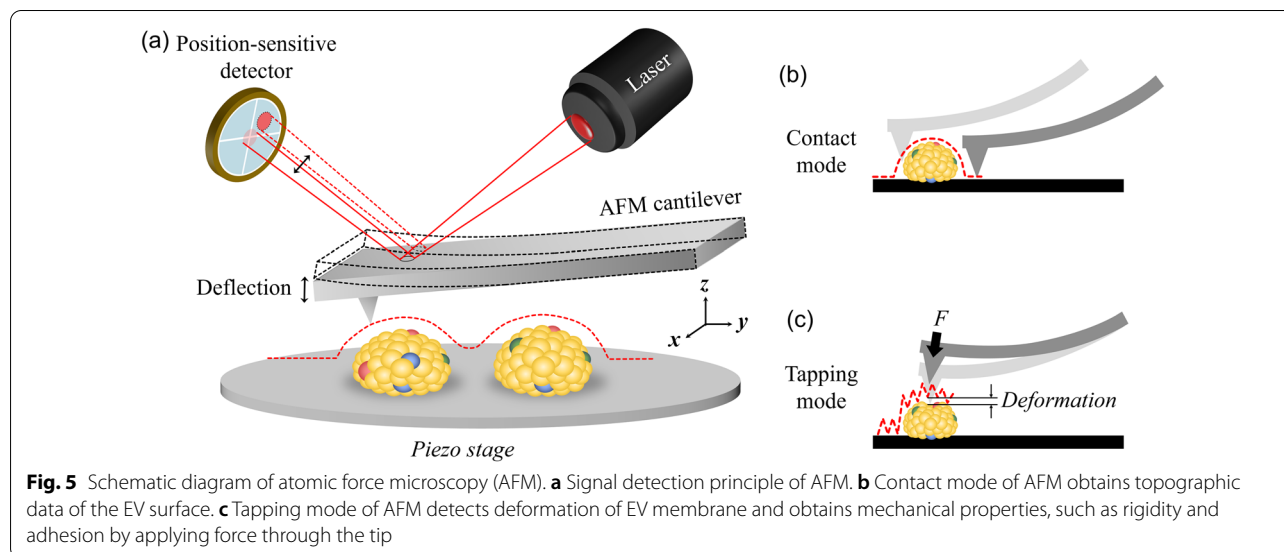 (a) Position-sensitive
detector
Laser
AFM cantilever
Deflection
z
y
x
Piezo stage
(b)
Contact
mode
(c)
F
Tapping
mode
Deformation
Fig. 5 Schematic diagram of atomic force microscopy (AFM). a Signal detection principle of AFM. b Contact mode of AFM obtains topographic
data of the EV surface. c Tapping mode of AFM detects deformation of EV membrane and obtains mechanical properties, such as rigidity and
adhesion by applying force through the tip